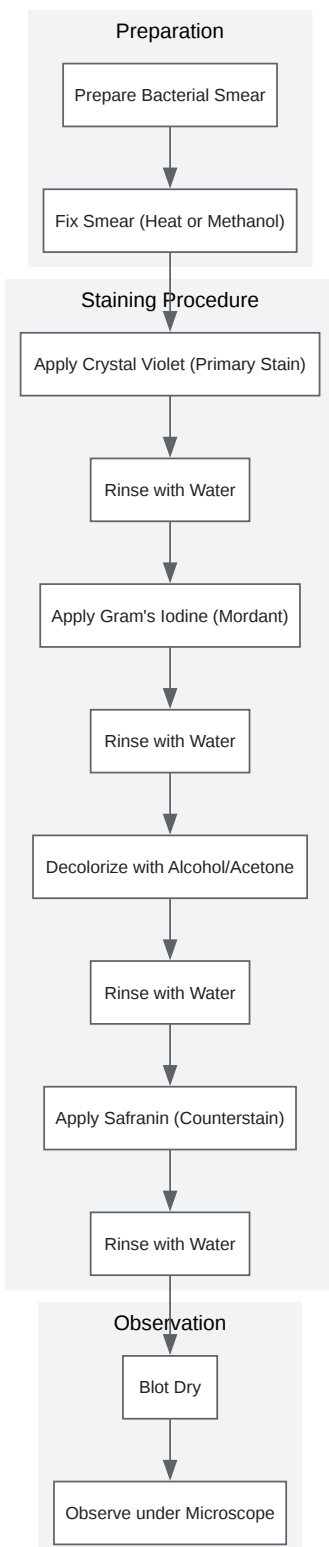 Preparation
Prepare Bacterial Smear
Fix Smear (Heat or Methanol)
Staining Procedure
Apply Crystal Violet (Primary Stain)
Rinse with Water
Apply Gram's Iodine (Mordant)
Rinse with Water
Decolorize with Alcohol/Acetone
Rinse with Water
Apply Safranin (Counterstain)
Rinse with Water
Observation
Blot Dry
Observe under Microscope